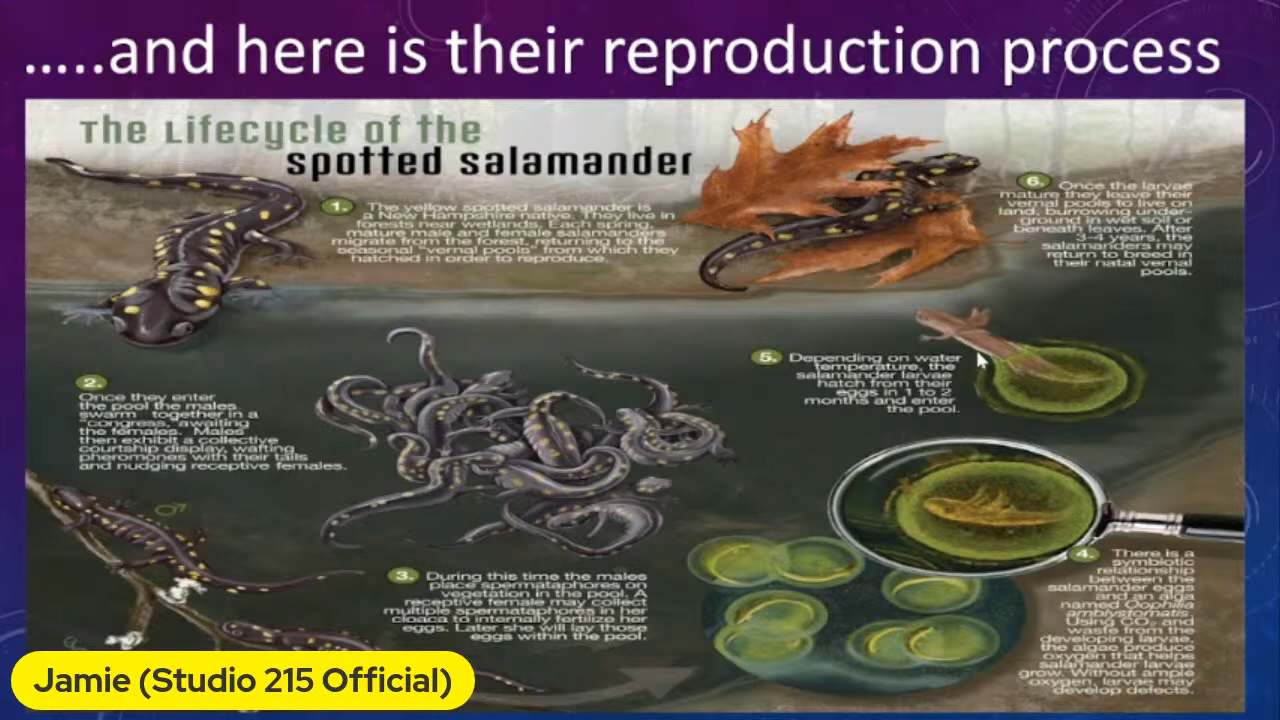 .....and here is their reproduction process
The Lifecycle of the
spotted salamander
1. The yellow spotted salamander is
a New Hampshire native. They live in
forests near wetlands. Each spring,
mature male and female salamanders
migrate from the forest, returning to the
seasonal "vernal pools" from which they
hatched in order to reproduce.
2.
Once they enter
the pool the males
swarm together in a
"congress," awaiting
the females. Males
then exhibit a collective
courtship display, wafting
pheromones with their tails
and nudging receptive females.
♂
3. During this time the males
place spermataphores on
vegetation in the pool. A
receptive female may collect
multiple spermataphores in her
cloaca to internally fertilize her
eggs. Later she will lay those
eggs within the pool.
4. There is a
symbiotic
relationship
between the
salamander eggs
and an alga
named Oophilia
amblystomatis.
Using CO₂ and
waste from the
developing larvae,
the algae produce
oxygen that helps
salamander larvae
grow. Without ample
oxygen, larvae may
develop defects.
5. Depending on water
temperature, the
salamander larvae
hatch from their
eggs in 1 to 2
months and enter
the pool.
6. Once the larvae
mature they leave their
vernal pools to live on
land, burrowing under-
ground in wet soil or
beneath leaves. After
3-4 years, the
salamanders may
return to breed in
their natal vernal
pools.
Jamie (Studio 215 Official)